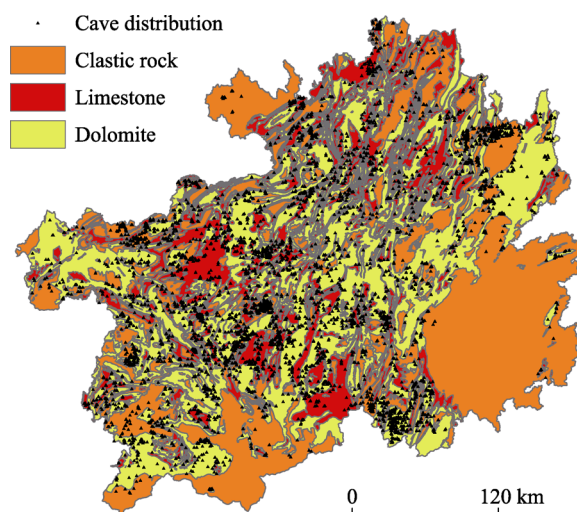 Cave distribution
Clastic rock
Limestone
Dolomite
0 120 km